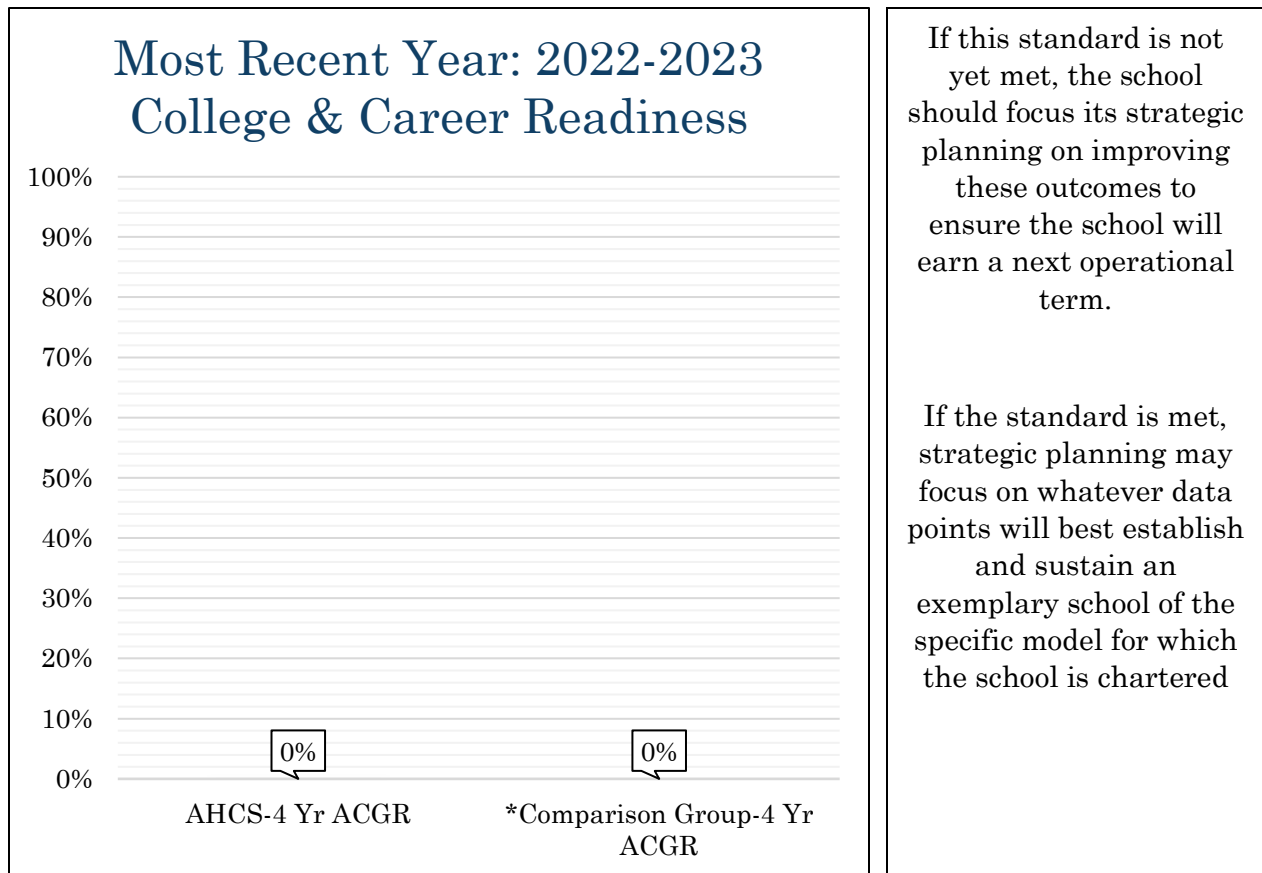 Most Recent Year: 2022-2023
College & Career Readiness
100%
90%
80%
70%
60%
50%
40%
30%
20%
10%
0%
0%
0%
AHCS-4 Yr ACGR
*Comparison Group-4 Yr
ACGR
If this standard is not
yet met, the school
should focus its strategic
planning on improving
these outcomes to
ensure the school will
earn a next operational
term.
If the standard is met,
strategic planning may
focus on whatever data
points will best establish
and sustain an
exemplary school of the
specific model for which
the school is chartered